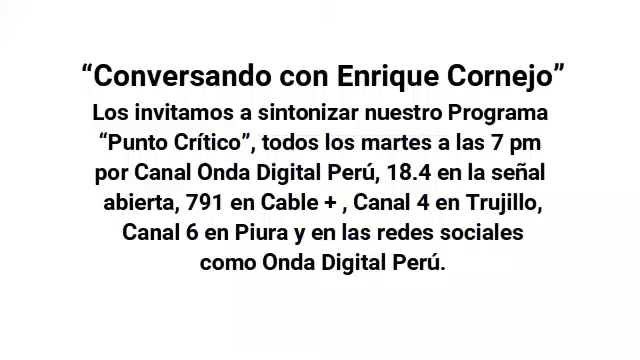 “Conversando con Enrique Cornejo”
Los invitamos a sintonizar nuestro Programa
“Punto Crítico”, todos los martes a las 7 pm
por Canal Onda Digital Perú, 18.4 en la señal
abierta, 791 en Cable + , Canal 4 en Trujillo,
Canal 6 en Piura y en las redes sociales
como Onda Digital Perú.